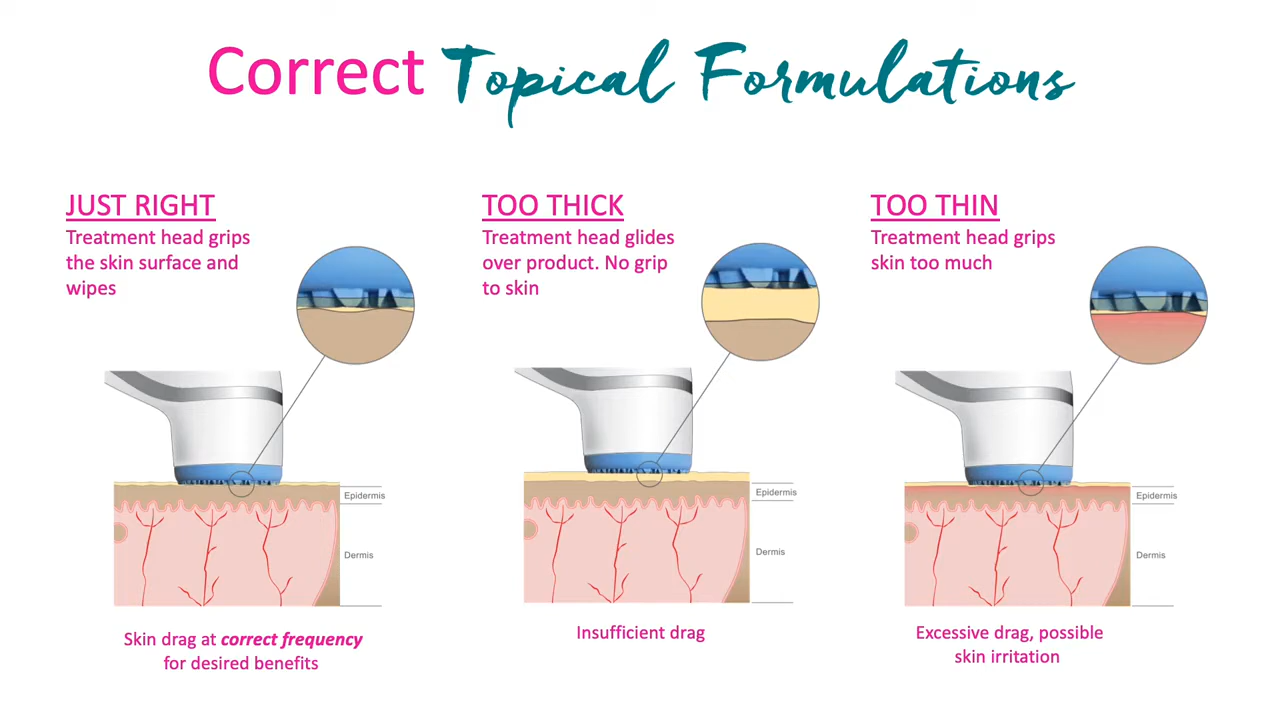 Correct Topical Formulations
JUST RIGHT
Treatment head grips
the skin surface and
wipes
Epidermis
Dermis
Skin drag at correct frequency
for desired benefits
TOO THICK
Treatment head glides
over product. No grip
to skin
Epidermis
Dermis
Insufficient drag
TOO THIN
Treatment head grips
skin too much
Epidermis
Dermis
Excessive drag, possible
skin irritation